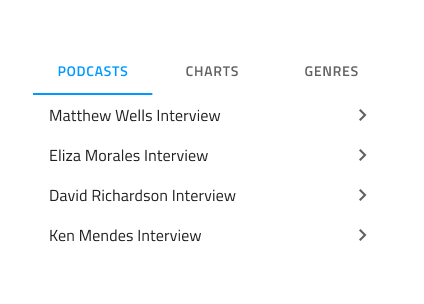 PODCASTS CHARTS GENRES
Matthew Wells Interview
Eliza Morales Interview
David Richardson Interview
Ken Mendes Interview